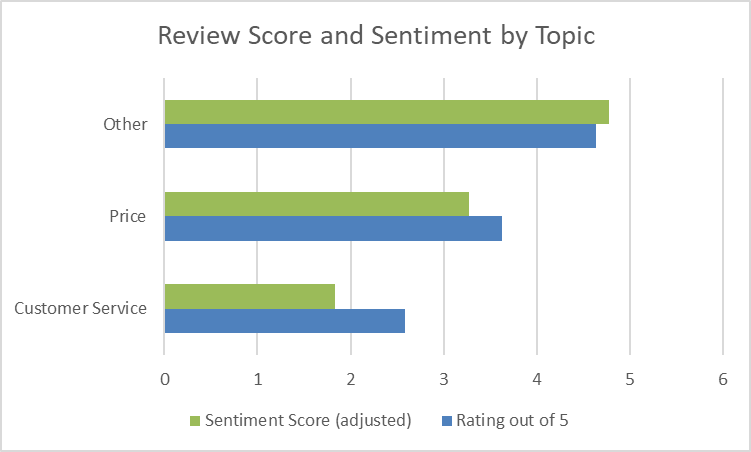 Review Score and Sentiment by Topic
Other
Price
Customer Service
0 1 2 3 4 5 6
Sentiment Score (adjusted) Rating out of 5